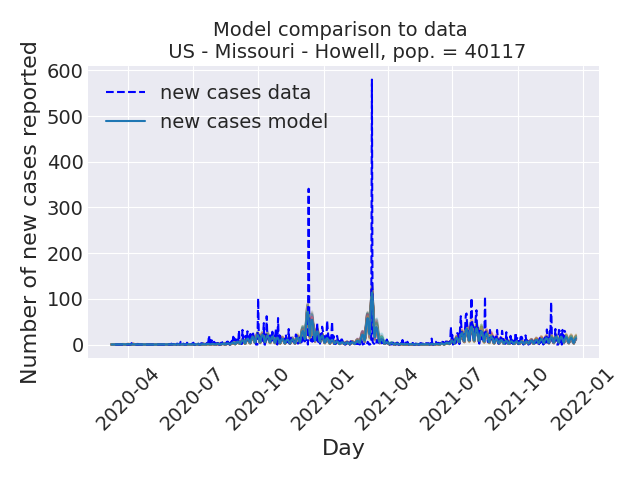 Model comparison to data
US - Missouri - Howell, pop. = 40117
Number of new cases reported
600
500
400
300
200
100
0
new cases data
new cases model
2020-04
2020-07
2020-10
2021-01
2021-04
2021-07
2021-10
2022-01
Day